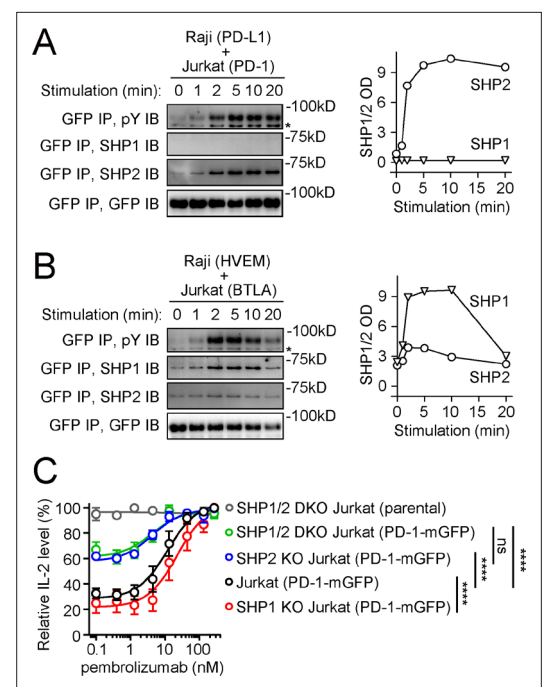 A
Raji (PD-L1)
+
Jurkat (PD-1)
Stimulation (min): 0 1 2 5 10 20
GFP IP, pY IB
-100kD
*
GFP IP, SHP1 IB
-75kD
GFP IP, SHP2 IB
-75kD
GFP IP, GFP IB
-100kD
SHP1/2 OD
9
6
3
0
SHP2
SHP1
0 5 10 15 20
Stimulation (min)
B
Raji (HVEM)
+
Jurkat (BTLA)
Stimulation (min): 0 1 2 5 10 20
GFP IP, pY IB
-100kD
*
GFP IP, SHP1 IB
-75kD
GFP IP, SHP2 IB
-75kD
GFP IP, GFP IB
-100kD
SHP1/2 OD
9
6
3
0
SHP1
SHP2
0 5 10 15 20
Stimulation (min)
C
Relative IL-2 level (%)
100
80
60
40
20
0
0.1 1 10 100
pembrolizumab (nM)
SHP1/2 DKO Jurkat (parental)
SHP1/2 DKO Jurkat (PD-1-mGFP)
SHP2 KO Jurkat (PD-1-mGFP)
Jurkat (PD-1-mGFP)
SHP1 KO Jurkat (PD-1-mGFP)
****
****
ns
****